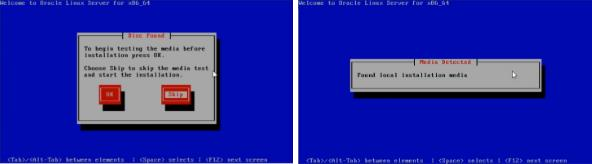 Welcome to Oracle Linux Server for x86_64
Disc Found
To begin testing the media before
installation press OK.
Choose Skip to skip the media test
and start the installation.
OK
Skip
<Tab>/<Alt-Tab> between elements | <Space> selects | <F12> next screen
Welcome to Oracle Linux Server for x86_64
Media Detected
Found local installation media
<Tab>/<Alt-Tab> between elements | <Space> selects | <F12> next screen